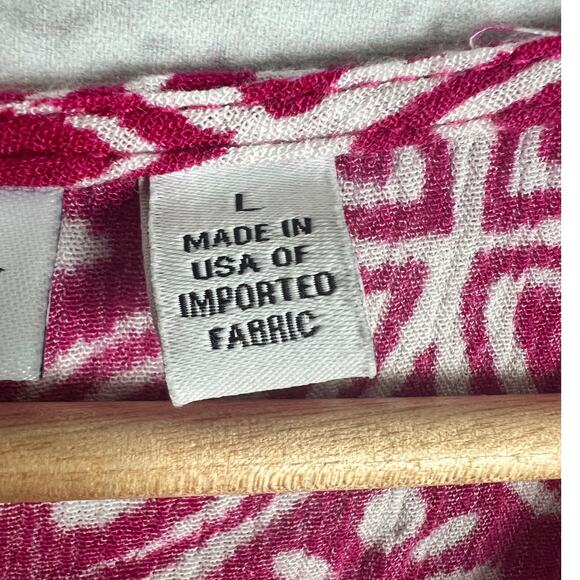 L
MADE IN
USA OF
IMPORTED
FABRIC